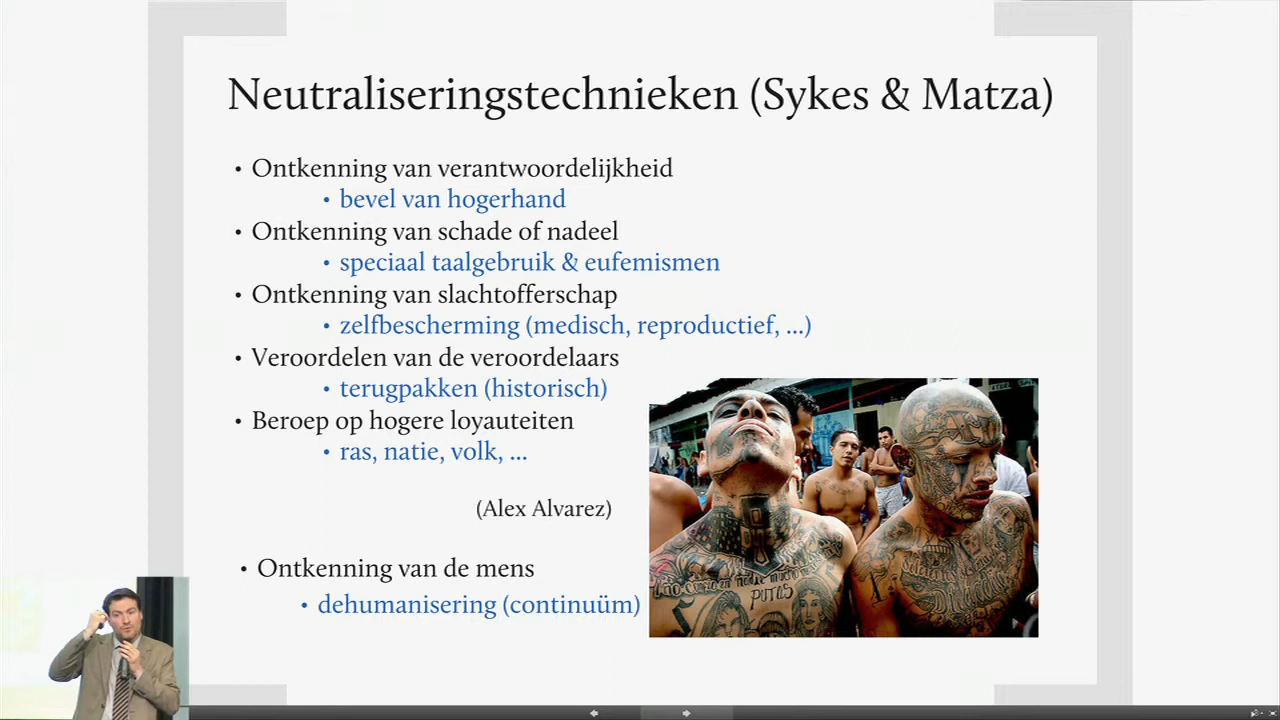 Neutraliseringstechnieken (Sykes & Matza)
• Ontkenning van verantwoordelijkheid
• bevel van hogerhand
• Ontkenning van schade of nadeel
• speciaal taalgebruik & eufemismen
• Ontkenning van slachtofferschap
• zelfbescherming (medisch, reproductief, ...)
• Veroordelen van de veroordelaars
• terugpakken (historisch)
• Beroep op hogere loyauteiten
• ras, natie, volk, ...
(Alex Alvarez)
• Ontkenning van de mens
• dehumanisering (continuüm)
PUTAS